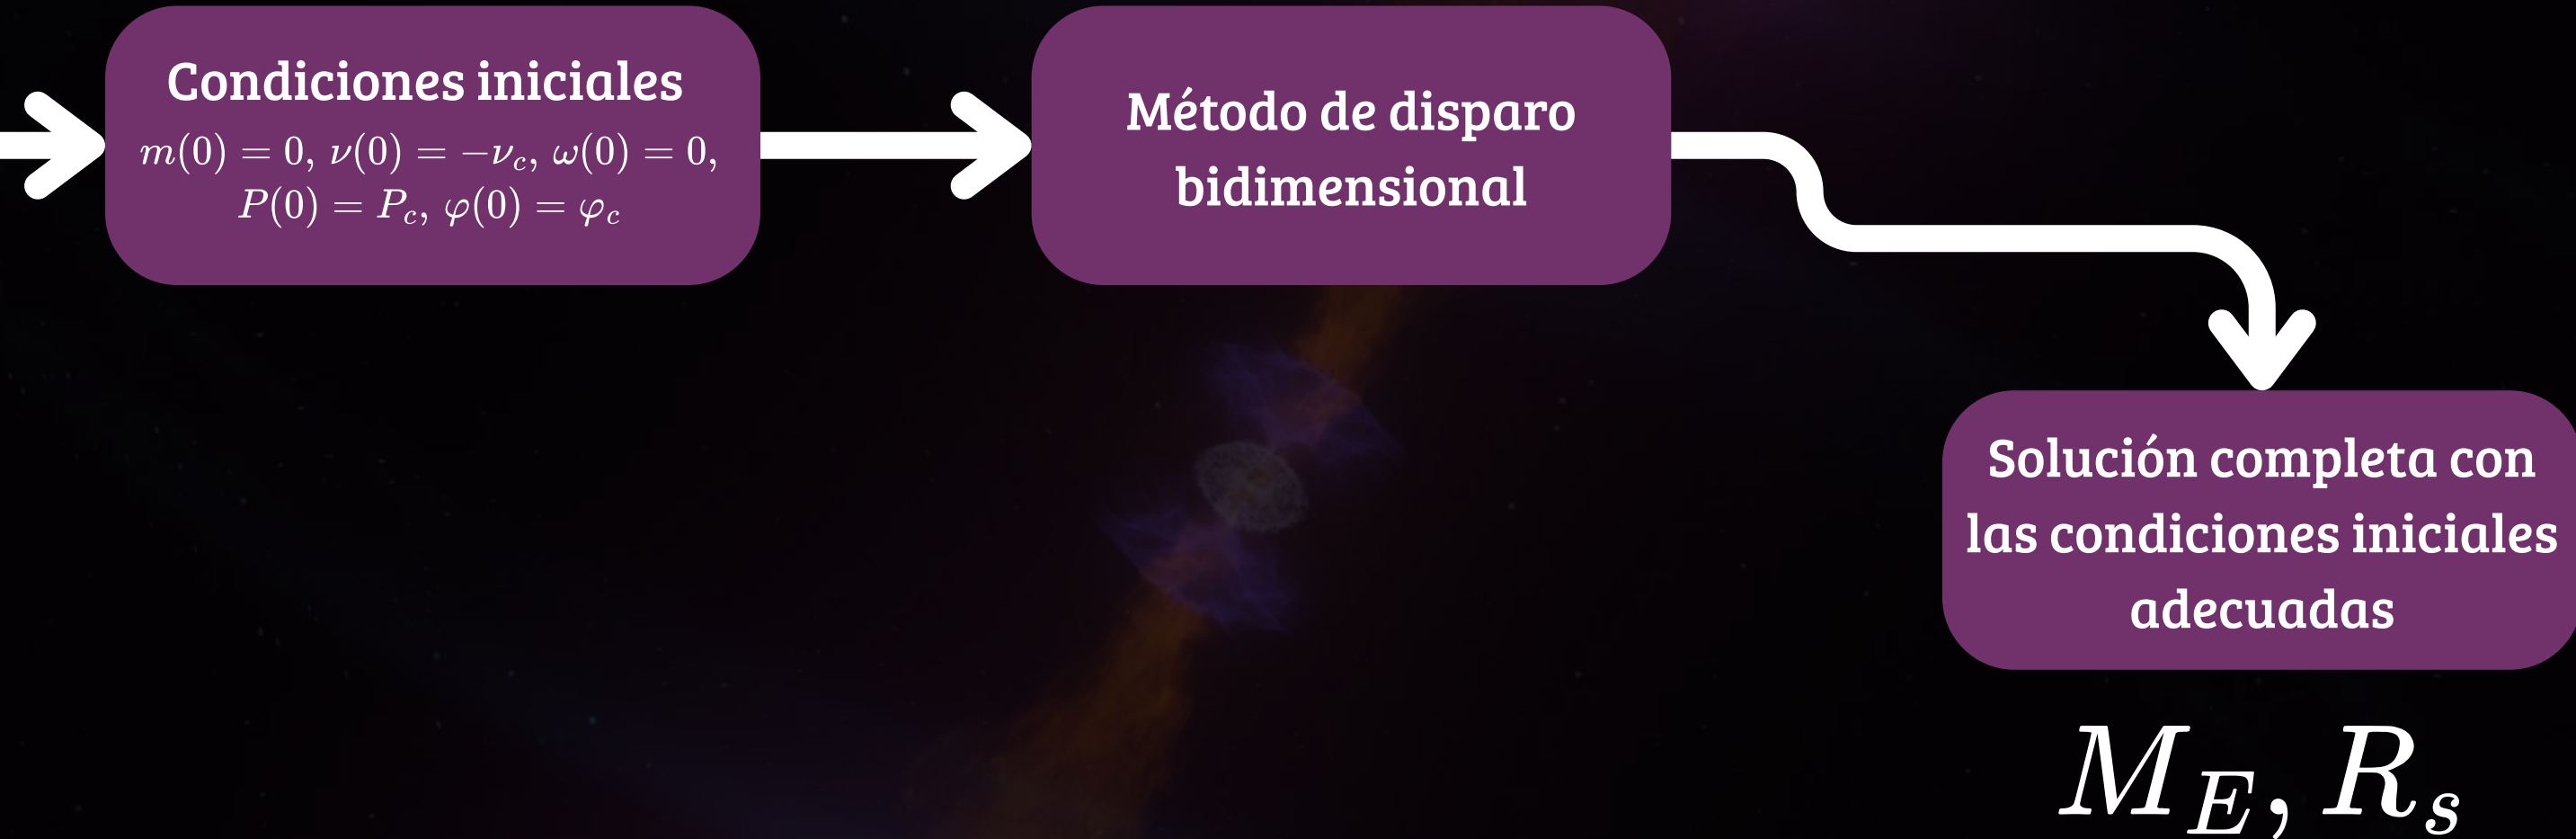 Condiciones iniciales
m(0) = 0, ν(0) = −ν_c, ω(0) = 0,
P(0) = P_c, φ(0) = φ_c
Método de disparo
bidimensional
Solución completa con
las condiciones iniciales
adecuadas
M_E, R_s